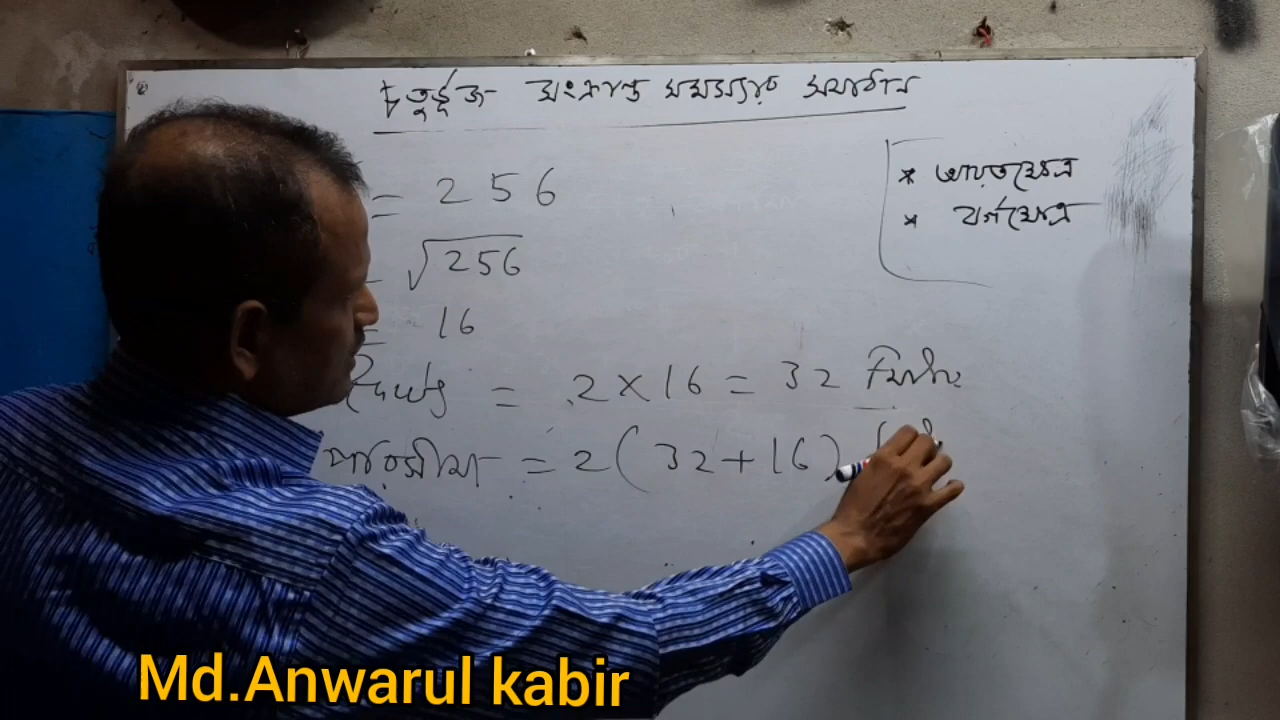 চতুর্ভূজ সংক্রান্ত সমস্যার সমাধান
* আয়তক্ষেত্র
* বর্গক্ষেত্র
= 256
= √256
= 16
= 2 × 16 = 32 মিটার
পরিসীমা = 2 ( 32 + 16 )
Md.Anwarul kabir